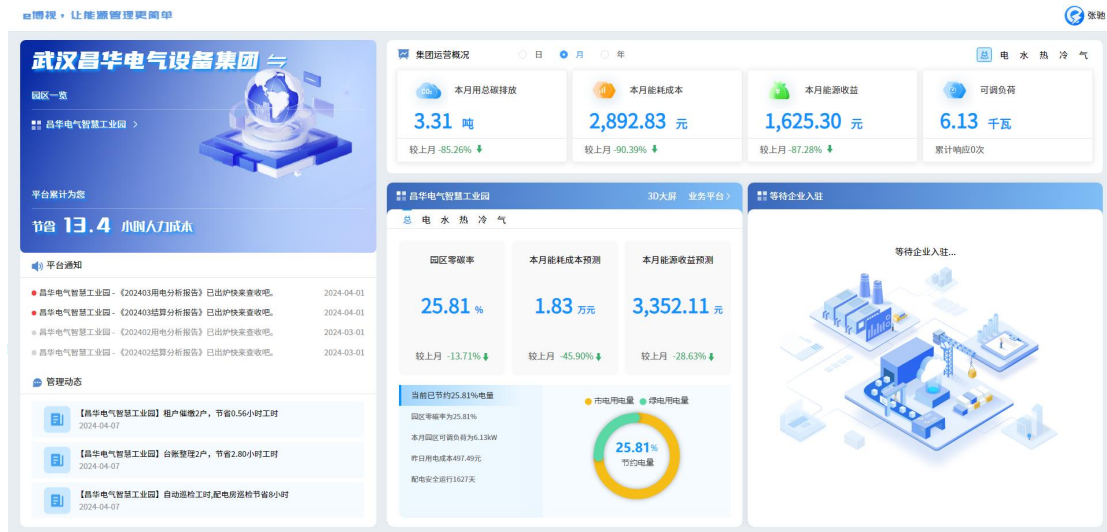 e博视，让能源管理更简单
张驰
武汉昌华电气设备集团
园区一览
昌华电气智慧工业园 >
平台累计为您
节省 13.4 小时人力成本
平台通知
昌华电气智慧工业园 - 《202403用电分析报告》已出炉快来查收吧。 2024-04-01
昌华电气智慧工业园 - 《202403结算分析报告》已出炉快来查收吧。 2024-04-01
昌华电气智慧工业园 - 《202402用电分析报告》已出炉快来查收吧。 2024-03-01
昌华电气智慧工业园 - 《202402结算分析报告》已出炉快来查收吧。 2024-03-01
管理动态
【昌华电气智慧工业园】租户催缴2户，节省0.56小时工时
2024-04-07
【昌华电气智慧工业园】台账整理2户，节省2.80小时工时
2024-04-07
【昌华电气智慧工业园】自动巡检工时,配电房巡检节省8小时
2024-04-07
集团运营概况 日 月 年 总 电 水 热 冷 气
CO₂ 本月用总碳排放
3.31 吨
较上月 -85.26%
本月能耗成本
2,892.83 元
较上月 -90.39%
本月能源收益
1,625.30 元
较上月 -87.28%
可调负荷
6.13 千瓦
累计响应0次
昌华电气智慧工业园 3D大屏 业务平台 >
总 电 水 热 冷 气
园区零碳率
25.81 %
较上月 -13.71%
本月能耗成本预测
1.83 万元
较上月 -45.90%
本月能源收益预测
3,352.11 元
较上月 -28.63%
当前已节约25.81%电量
园区零碳率为25.81%
本月园区可调负荷为6.13kW
昨日用电成本497.49元
配电安全运行1627天
市电用电量 绿电用电量
25.81%
节约电量
等待企业入驻
等待企业入驻...